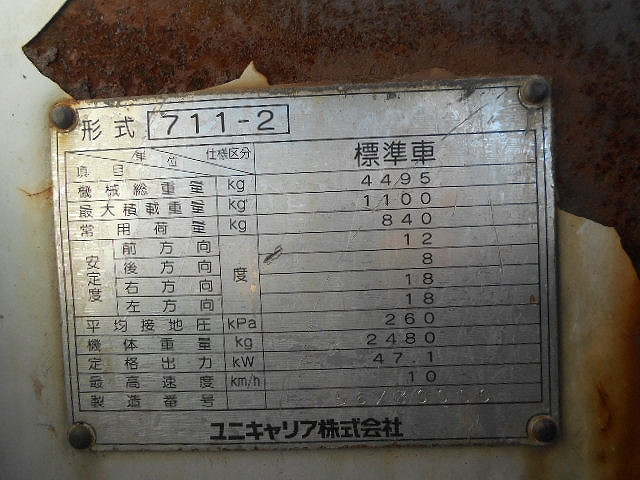 形式 711-2
単位 仕様区分
項目 標準車
機械総重量 kg 4495
最大積載重量 kg 1100
常用荷重 kg 840
安定度 度
前方向 12
後方向 8
右方向 18
左方向 18
平均接地圧 kPa 260
機体重量 kg 2480
定格出力 kW 47.1
最高速度 km/h 10
製造番号
ユニキャリア株式会社